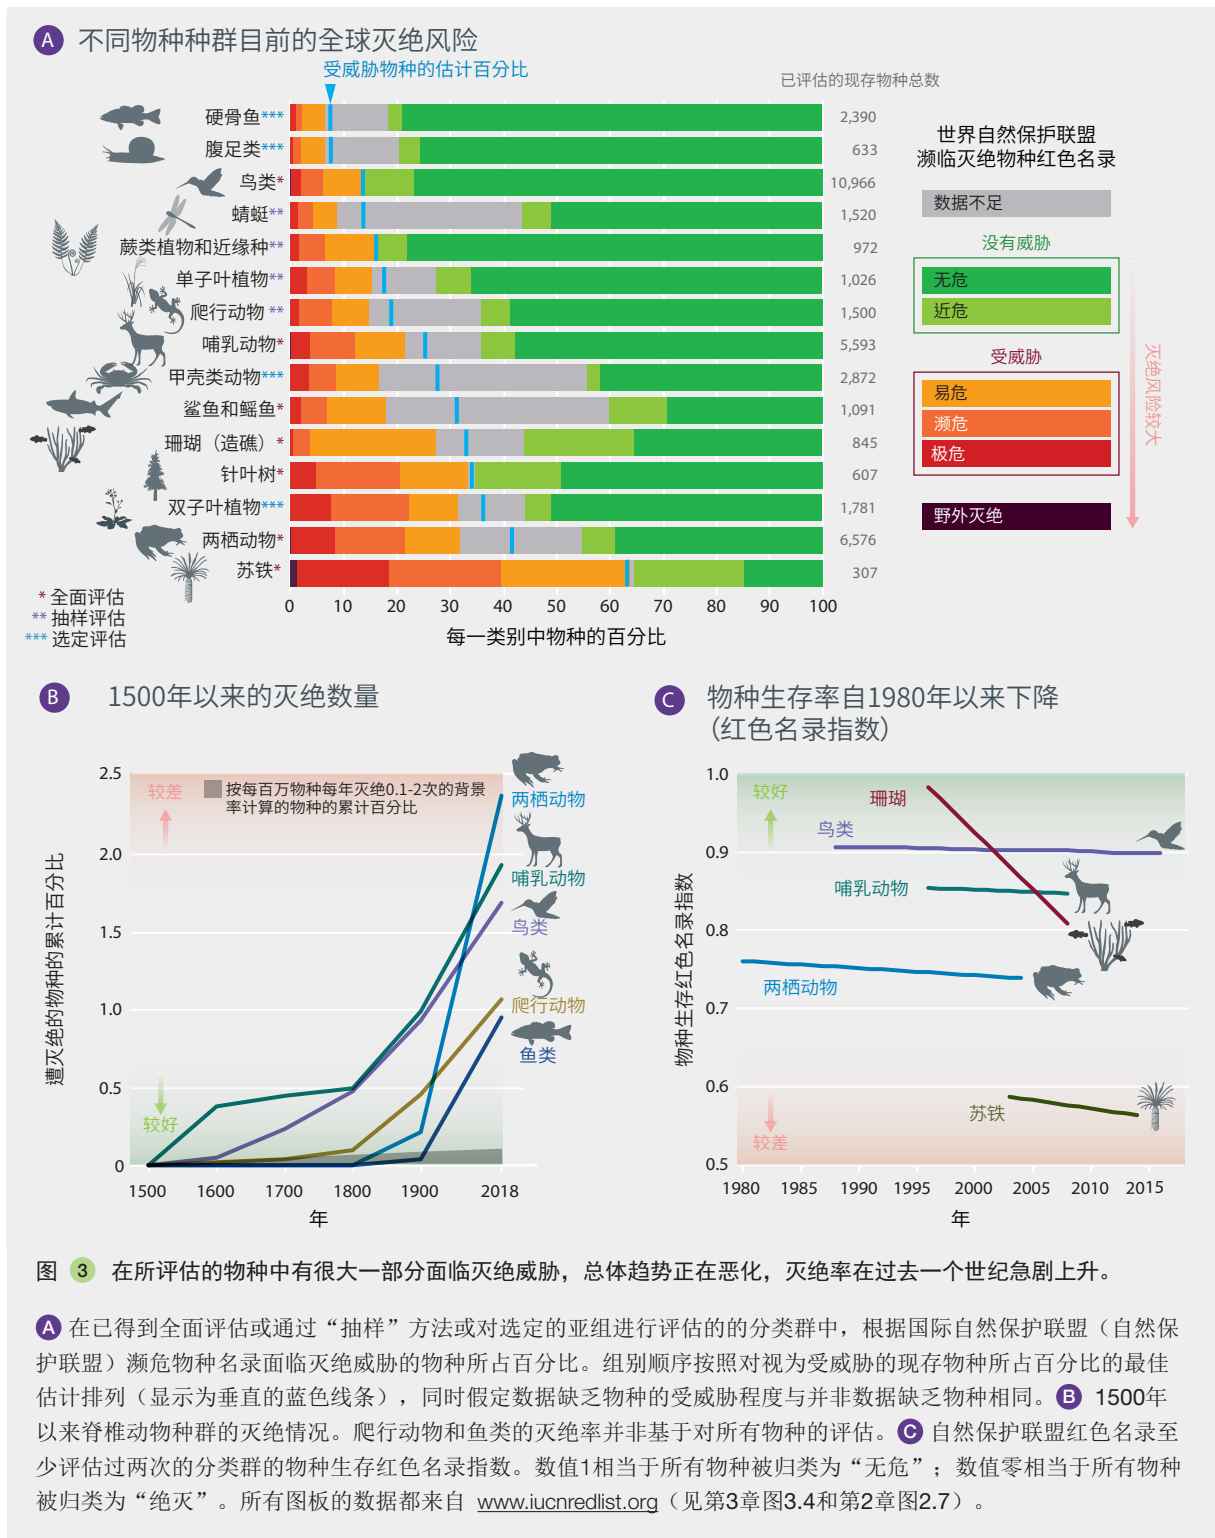 A 不同物种种群目前的全球灭绝风险
受威胁物种的估计百分比
已评估的现存物种总数
硬骨鱼*** 2,390
腹足类*** 633
鸟类* 10,966
蜻蜓** 1,520
蕨类植物和近缘种** 972
单子叶植物** 1,026
爬行动物 ** 1,500
哺乳动物* 5,593
甲壳类动物*** 2,872
鲨鱼和鳐鱼* 1,091
珊瑚（造礁）* 845
针叶树* 607
双子叶植物*** 1,781
两栖动物* 6,576
苏铁* 307
0 10 20 30 40 50 60 70 80 90 100
每一类别中物种的百分比
* 全面评估
** 抽样评估
*** 选定评估
世界自然保护联盟
濒临灭绝物种红色名录
数据不足
没有威胁
无危
近危
受威胁
易危
濒危
极危
野外灭绝
灭绝风险较大
B 1500年以来的灭绝数量
遭灭绝的物种的累计百分比
2.5
2.0
1.5
1.0
0.5
0
较差
按每百万物种每年灭绝0.1-2次的背景
率计算的物种的累计百分比
两栖动物
哺乳动物
鸟类
爬行动物
鱼类
较好
1500 1600 1700 1800 1900 2018
年
C 物种生存率自1980年以来下降
（红色名录指数）
物种生存红色名录指数
1.0
0.9
0.8
0.7
0.6
0.5
较好
珊瑚
鸟类
哺乳动物
两栖动物
苏铁
较差
1980 1985 1990 1995 2000 2005 2010 2015
年
图 3 在所评估的物种中有很大一部分面临灭绝威胁，总体趋势正在恶化，灭绝率在过去一个世纪急剧上升。
A 在已得到全面评估或通过“抽样”方法或对选定的亚组进行评估的的分类群中，根据国际自然保护联盟（自然保
护联盟）濒危物种名录面临灭绝威胁的物种所占百分比。组别顺序按照对视为受威胁的现存物种所占百分比的最佳
估计排列（显示为垂直的蓝色线条），同时假定数据缺乏物种的受威胁程度与并非数据缺乏物种相同。B 1500年
以来脊椎动物种群的灭绝情况。爬行动物和鱼类的灭绝率并非基于对所有物种的评估。C 自然保护联盟红色名录至
少评估过两次的分类群的物种生存红色名录指数。数值1相当于所有物种被归类为“无危”；数值零相当于所有物种
被归类为“绝灭”。所有图板的数据都来自 www.iucnredlist.org（见第3章图3.4和第2章图2.7）。